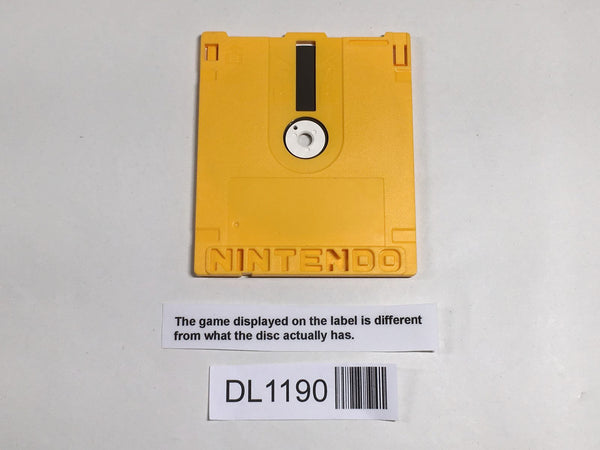 NINTENDO
The game displayed on the label is different
from what the disc actually has.
DL1190